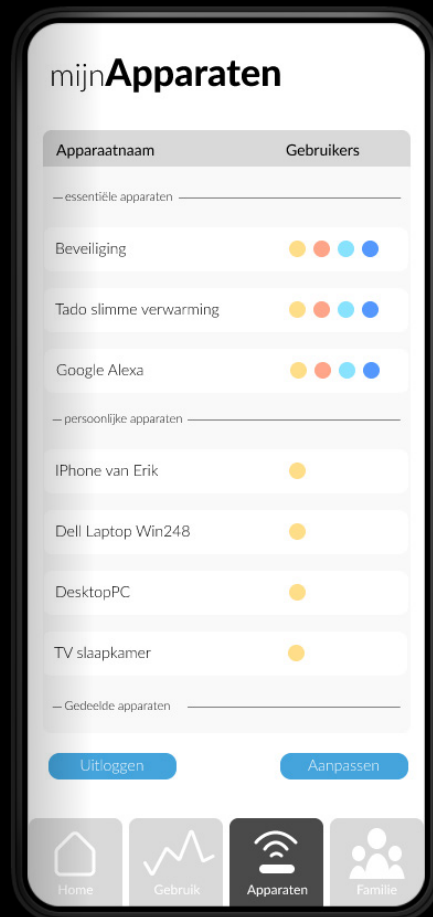 mijnApparaten
Apparaatnaam Gebruikers
essentiële apparaten
Beveiliging
Tado slimme verwarming
Google Alexa
persoonlijke apparaten
IPhone van Erik
Dell Laptop Win248
DesktopPC
TV slaapkamer
Gedeelde apparaten
Uitloggen Aanpassen
Home Gebruik Apparaten Familie